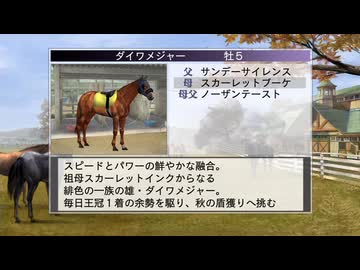 ダイワメジャー 牡5
父 サンデーサイレンス
母 スカーレットブーケ
母父 ノーザンテースト
スピードとパワーの鮮やかな融合。
祖母スカーレットインクからなる
緋色の一族の雄・ダイワメジャー。
毎日王冠1着の余勢を駆り、秋の盾獲りへ挑む